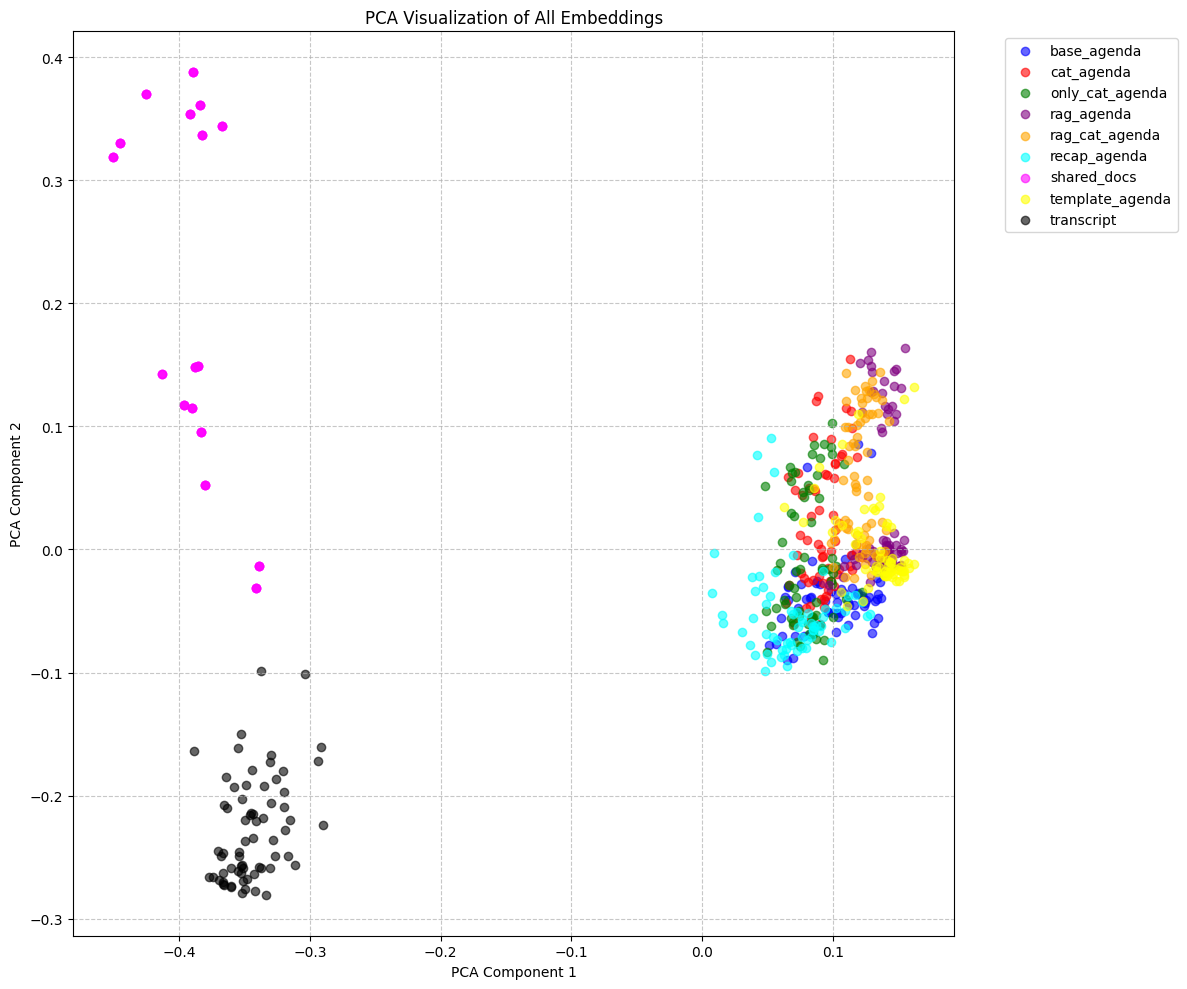 PCA Visualization of All Embeddings
base_agenda
cat_agenda
only_cat_agenda
rag_agenda
rag_cat_agenda
recap_agenda
shared_docs
template_agenda
transcript
PCA Component 2
0.4
0.3
0.2
0.1
0.0
−0.1
−0.2
−0.3
−0.4
−0.3
−0.2
−0.1
0.0
0.1
PCA Component 1